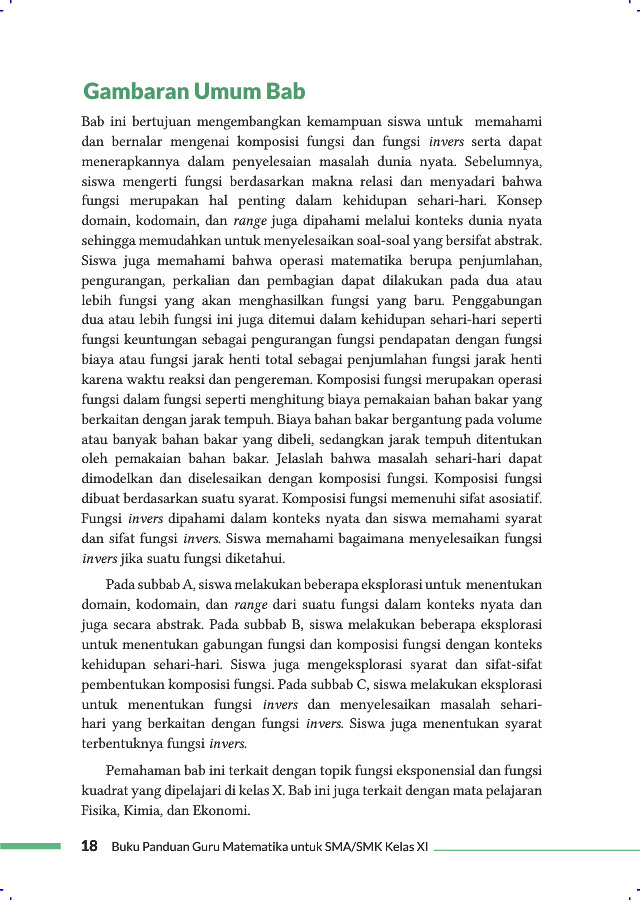 Gambaran Umum Bab
Bab ini bertujuan mengembangkan kemampuan siswa untuk memahami
dan bernalar mengenai komposisi fungsi dan fungsi invers serta dapat
menerapkannya dalam penyelesaian masalah dunia nyata. Sebelumnya,
siswa mengerti fungsi berdasarkan makna relasi dan menyadari bahwa
fungsi merupakan hal penting dalam kehidupan sehari-hari. Konsep
domain, kodomain, dan range juga dipahami melalui konteks dunia nyata
sehingga memudahkan untuk menyelesaikan soal-soal yang bersifat abstrak.
Siswa juga memahami bahwa operasi matematika berupa penjumlahan,
pengurangan, perkalian dan pembagian dapat dilakukan pada dua atau
lebih fungsi yang akan menghasilkan fungsi yang baru. Penggabungan
dua atau lebih fungsi ini juga ditemui dalam kehidupan sehari-hari seperti
fungsi keuntungan sebagai pengurangan fungsi pendapatan dengan fungsi
biaya atau fungsi jarak henti total sebagai penjumlahan fungsi jarak henti
karena waktu reaksi dan pengereman. Komposisi fungsi merupakan operasi
fungsi dalam fungsi seperti menghitung biaya pemakaian bahan bakar yang
berkaitan dengan jarak tempuh. Biaya bahan bakar bergantung pada volume
atau banyak bahan bakar yang dibeli, sedangkan jarak tempuh ditentukan
oleh pemakaian bahan bakar. Jelaslah bahwa masalah sehari-hari dapat
dimodelkan dan diselesaikan dengan komposisi fungsi. Komposisi fungsi
dibuat berdasarkan suatu syarat. Komposisi fungsi memenuhi sifat asosiatif.
Fungsi invers dipahami dalam konteks nyata dan siswa memahami syarat
dan sifat fungsi invers. Siswa memahami bagaimana menyelesaikan fungsi
invers jika suatu fungsi diketahui.
Pada subbab A, siswa melakukan beberapa eksplorasi untuk menentukan
domain, kodomain, dan range dari suatu fungsi dalam konteks nyata dan
juga secara abstrak. Pada subbab B, siswa melakukan beberapa eksplorasi
untuk menentukan gabungan fungsi dan komposisi fungsi dengan konteks
kehidupan sehari-hari. Siswa juga mengeksplorasi syarat dan sifat-sifat
pembentukan komposisi fungsi. Pada subbab C, siswa melakukan eksplorasi
untuk menentukan fungsi invers dan menyelesaikan masalah sehari-
hari yang berkaitan dengan fungsi invers. Siswa juga menentukan syarat
terbentuknya fungsi invers.
Pemahaman bab ini terkait dengan topik fungsi eksponensial dan fungsi
kuadrat yang dipelajari di kelas X. Bab ini juga terkait dengan mata pelajaran
Fisika, Kimia, dan Ekonomi.
18 Buku Panduan Guru Matematika untuk SMA/SMK Kelas XI